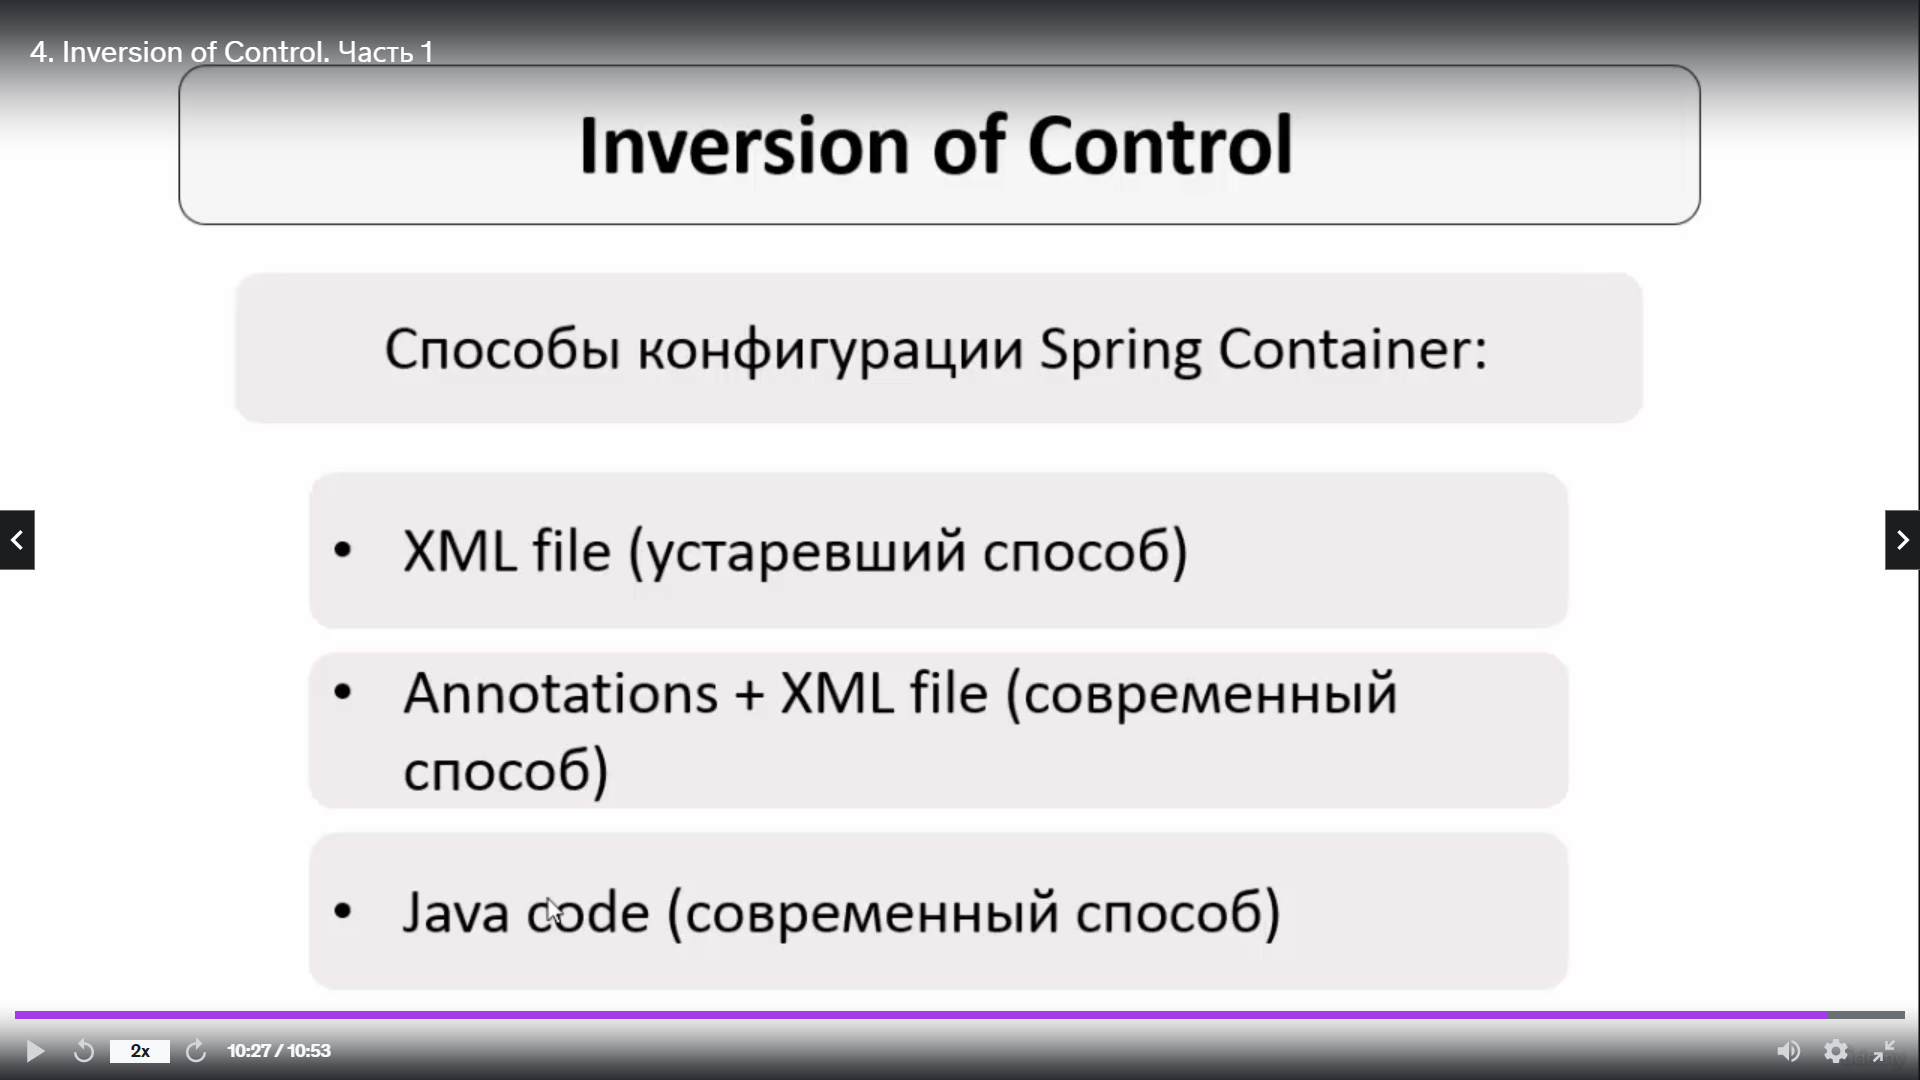 4. Inversion of Control. Часть 1
Inversion of Control
Способы конфигурации Spring Container:
• XML file (устаревший способ)
• Annotations + XML file (современный
способ)
• Java code (современный способ)
2x
10:27 / 10:53